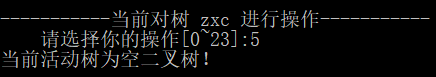 -----------当前对树 zxc 进行操作-----------
请选择你的操作[0~23]:5
当前活动树为空二叉树！